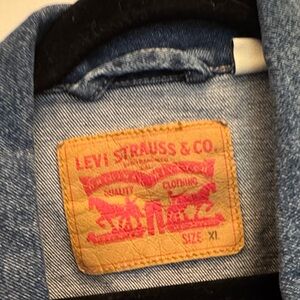 LEVI STRAUSS & CO.
QUALITY CLOTHING
SIZE XL